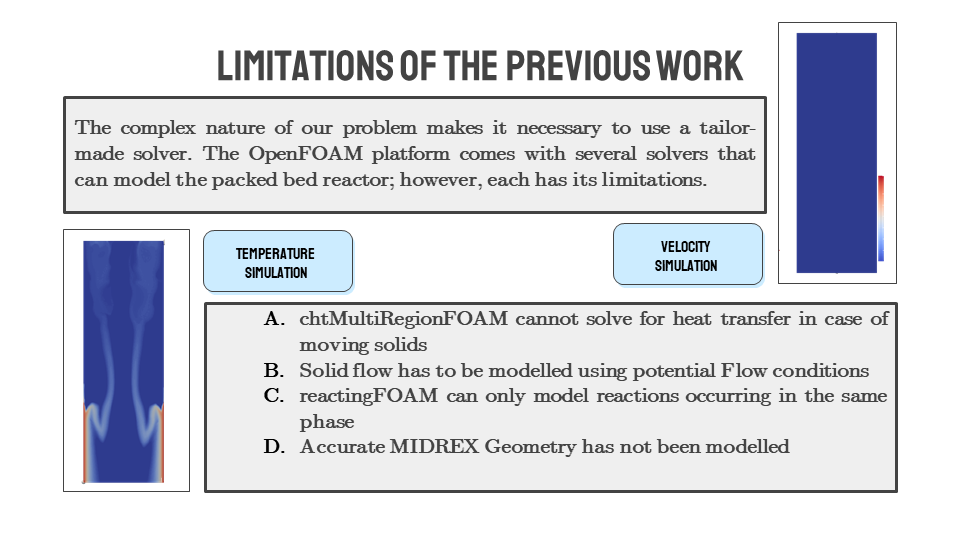 LIMITATIONS OF THE PREVIOUS WORK
The complex nature of our problem makes it necessary to use a tailor-
made solver. The OpenFOAM platform comes with several solvers that
can model the packed bed reactor; however, each has its limitations.
TEMPERATURE
SIMULATION
VELOCITY
SIMULATION
A. chtMultiRegionFOAM cannot solve for heat transfer in case of
moving solids
B. Solid flow has to be modelled using potential Flow conditions
C. reactingFOAM can only model reactions occurring in the same
phase
D. Accurate MIDREX Geometry has not been modelled